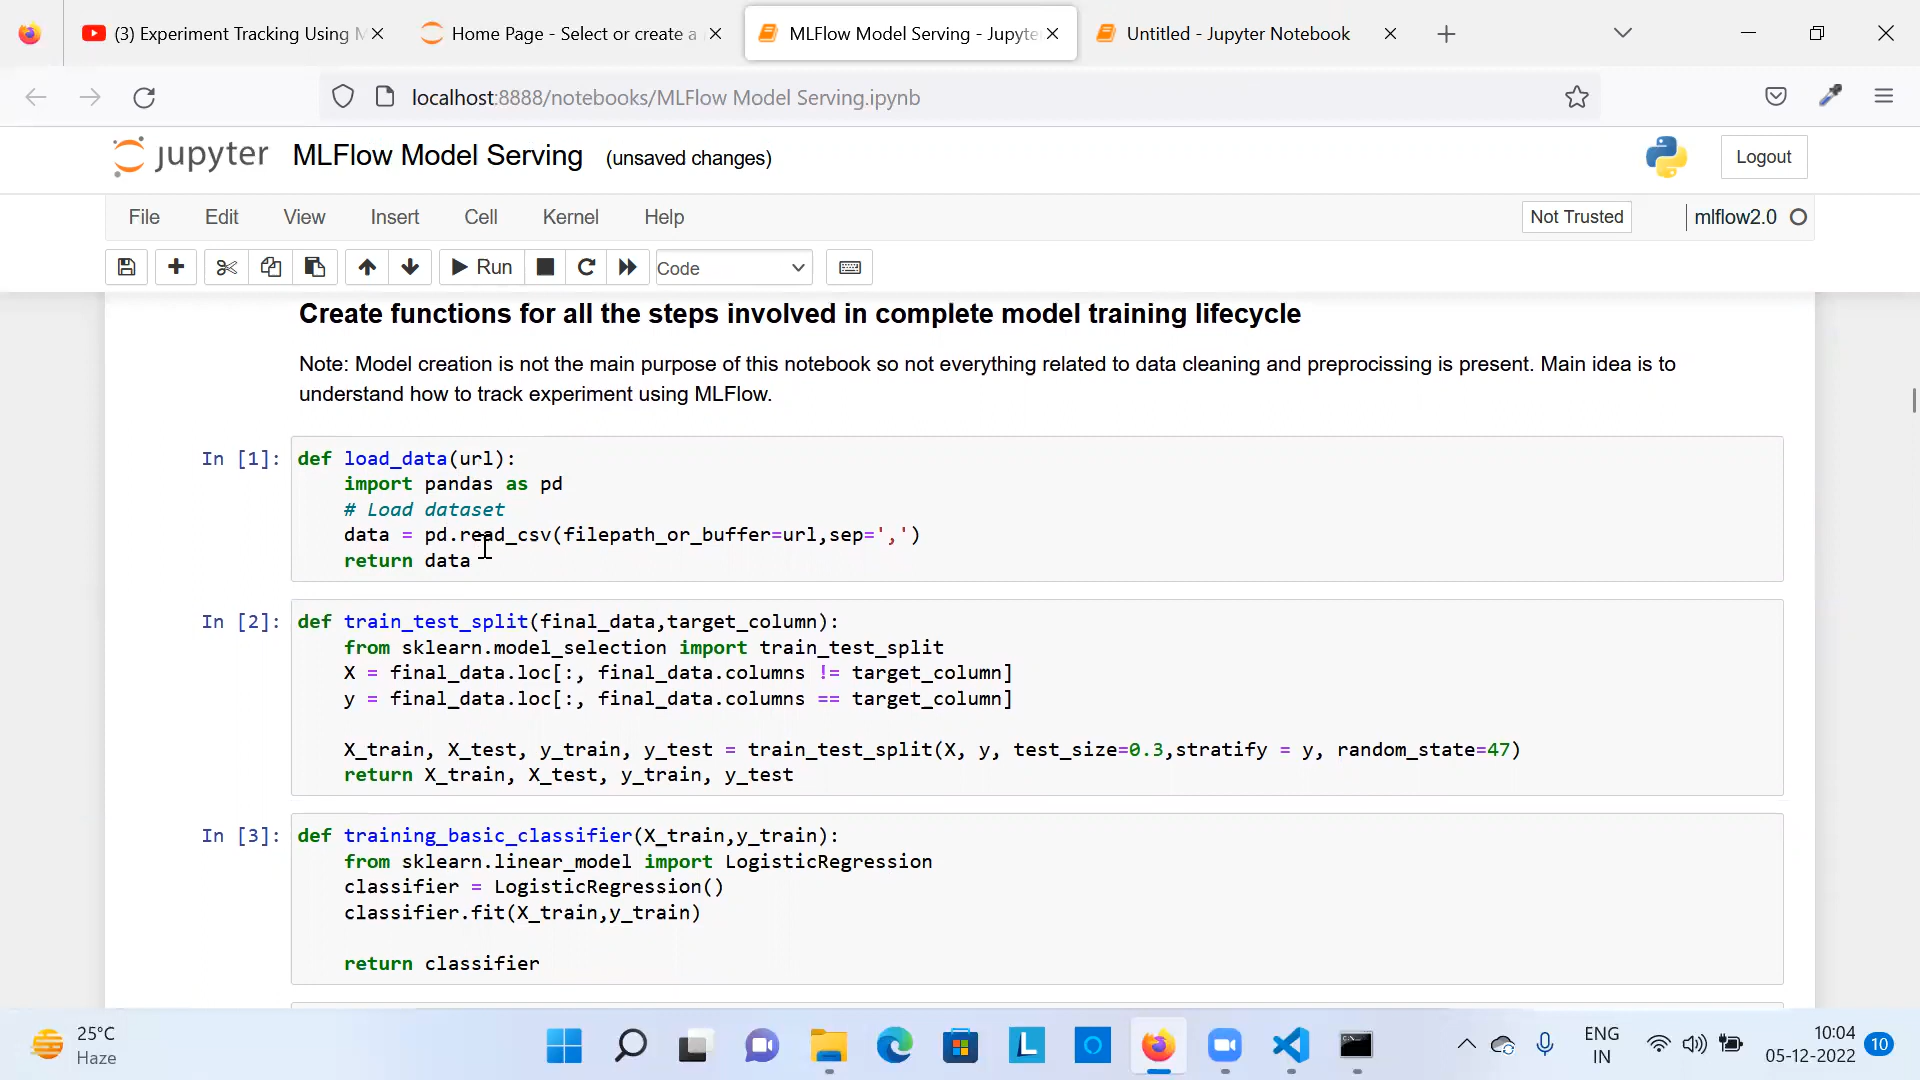 (3) Experiment Tracking Using M
Home Page - Select or create a
MLFlow Model Serving - Jupyte
Untitled - Jupyter Notebook
localhost:8888/notebooks/MLFlow Model Serving.ipynb
jupyter MLFlow Model Serving (unsaved changes)
Logout
File Edit View Insert Cell Kernel Help
Not Trusted
mlflow2.0
Run
Code
Create functions for all the steps involved in complete model training lifecycle
Note: Model creation is not the main purpose of this notebook so not everything related to data cleaning and preprocissing is present. Main idea is to
understand how to track experiment using MLFlow.
In [1]: def load_data(url):
import pandas as pd
# Load dataset
data = pd.read_csv(filepath_or_buffer=url,sep=',')
return data
In [2]: def train_test_split(final_data,target_column):
from sklearn.model_selection import train_test_split
X = final_data.loc[:, final_data.columns != target_column]
y = final_data.loc[:, final_data.columns == target_column]
X_train, X_test, y_train, y_test = train_test_split(X, y, test_size=0.3,stratify = y, random_state=47)
return X_train, X_test, y_train, y_test
In [3]: def training_basic_classifier(X_train,y_train):
from sklearn.linear_model import LogisticRegression
classifier = LogisticRegression()
classifier.fit(X_train,y_train)
return classifier
25°C
Haze
L
ENG
IN
10:04
05-12-2022
10